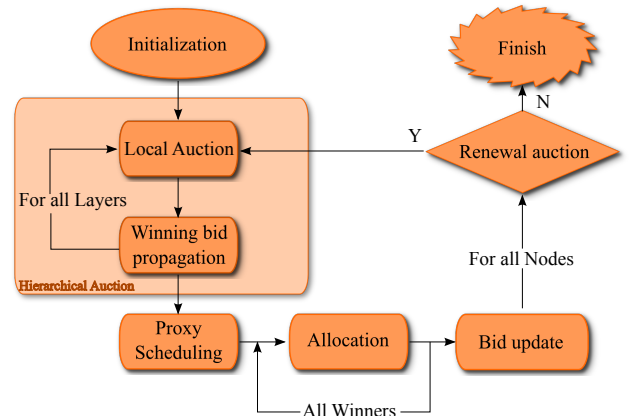 Initialization
Finish
N
Y
Local Auction
Renewal auction
For all Layers
Winning bid
propagation
For all Nodes
Hierarchical Auction
Proxy
Scheduling
Allocation
Bid update
All Winners